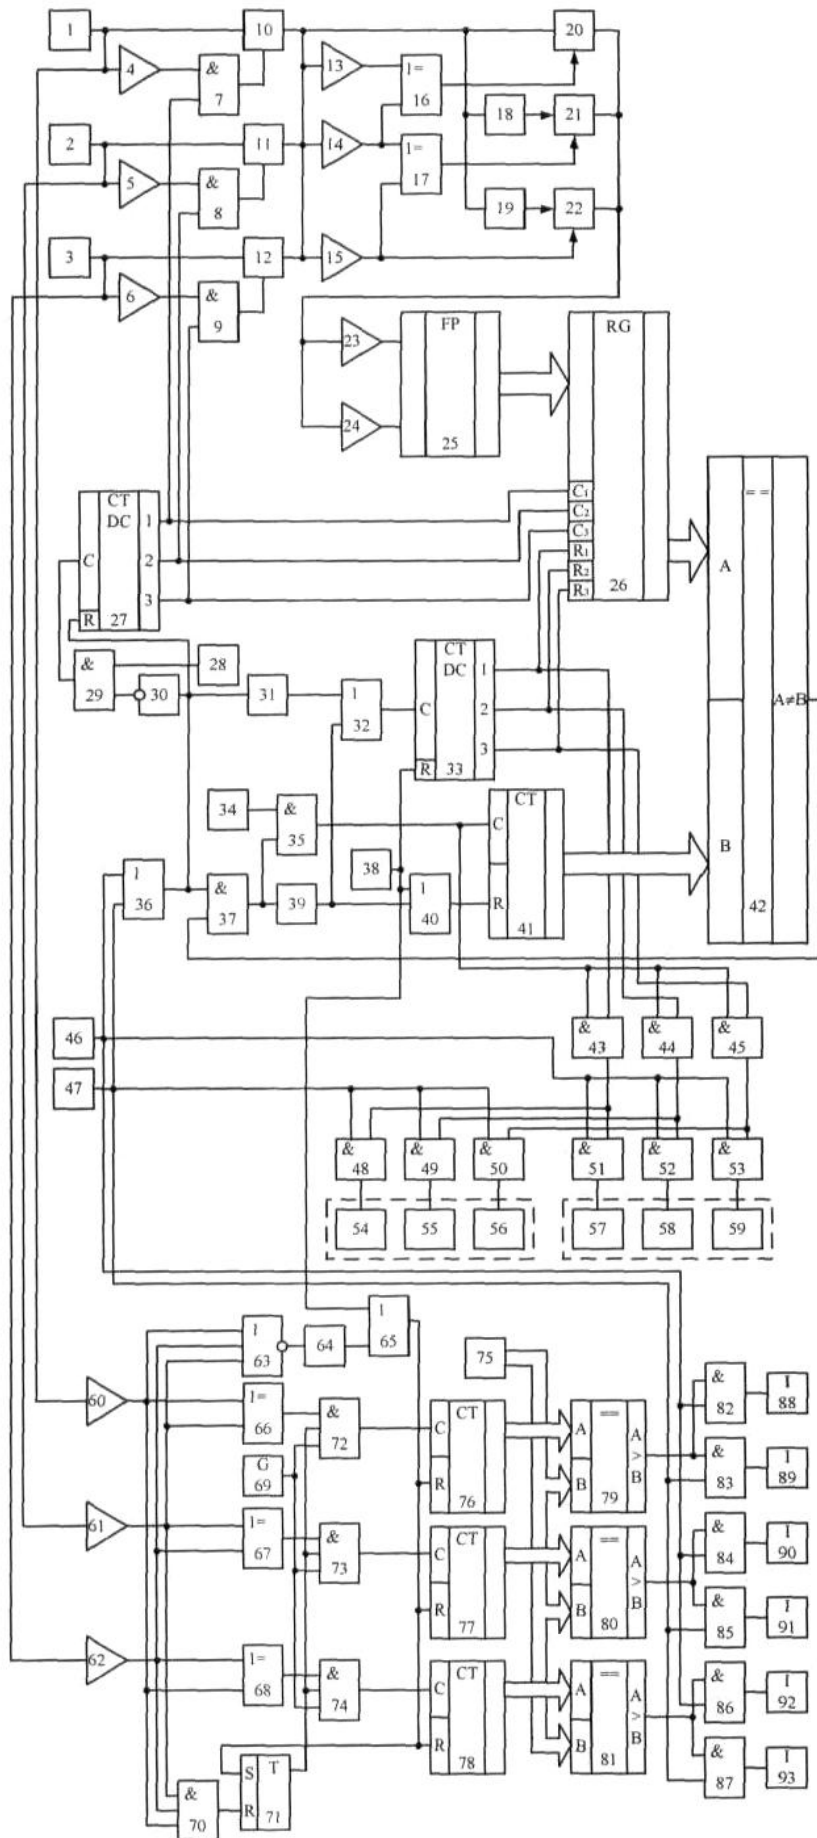 1
10
20
4
&
7
13
1=
16
2
11
18
21
5
&
8
14
1=
17
3
12
19
22
6
&
9
15
23
24
FP
25
RG
C₁
C₂
C₃
R₁
R₂
R₃
26
CT
DC
1
C
2
3
R
27
A
==
A≠B
B
42
&
29
30
28
31
1
32
CT
DC
1
C
2
3
R
33
34
&
35
CT
C
R
41
38
1
36
&
37
39
1
40
46
47
&
43
&
44
&
45
&
48
&
49
&
50
&
51
&
52
&
53
54
55
56
57
58
59
1
63
64
1
65
75
60
1=
66
&
72
CT
C
R
76
==
A
B
A
>
B
79
&
82
I
88
G
69
&
83
I
89
61
1=
67
&
73
CT
C
R
77
==
A
B
A
>
B
80
&
84
I
90
&
85
I
91
62
1=
68
&
74
CT
C
R
78
==
A
B
A
>
B
81
&
86
I
92
&
87
I
93
&
70
S
T
R
71